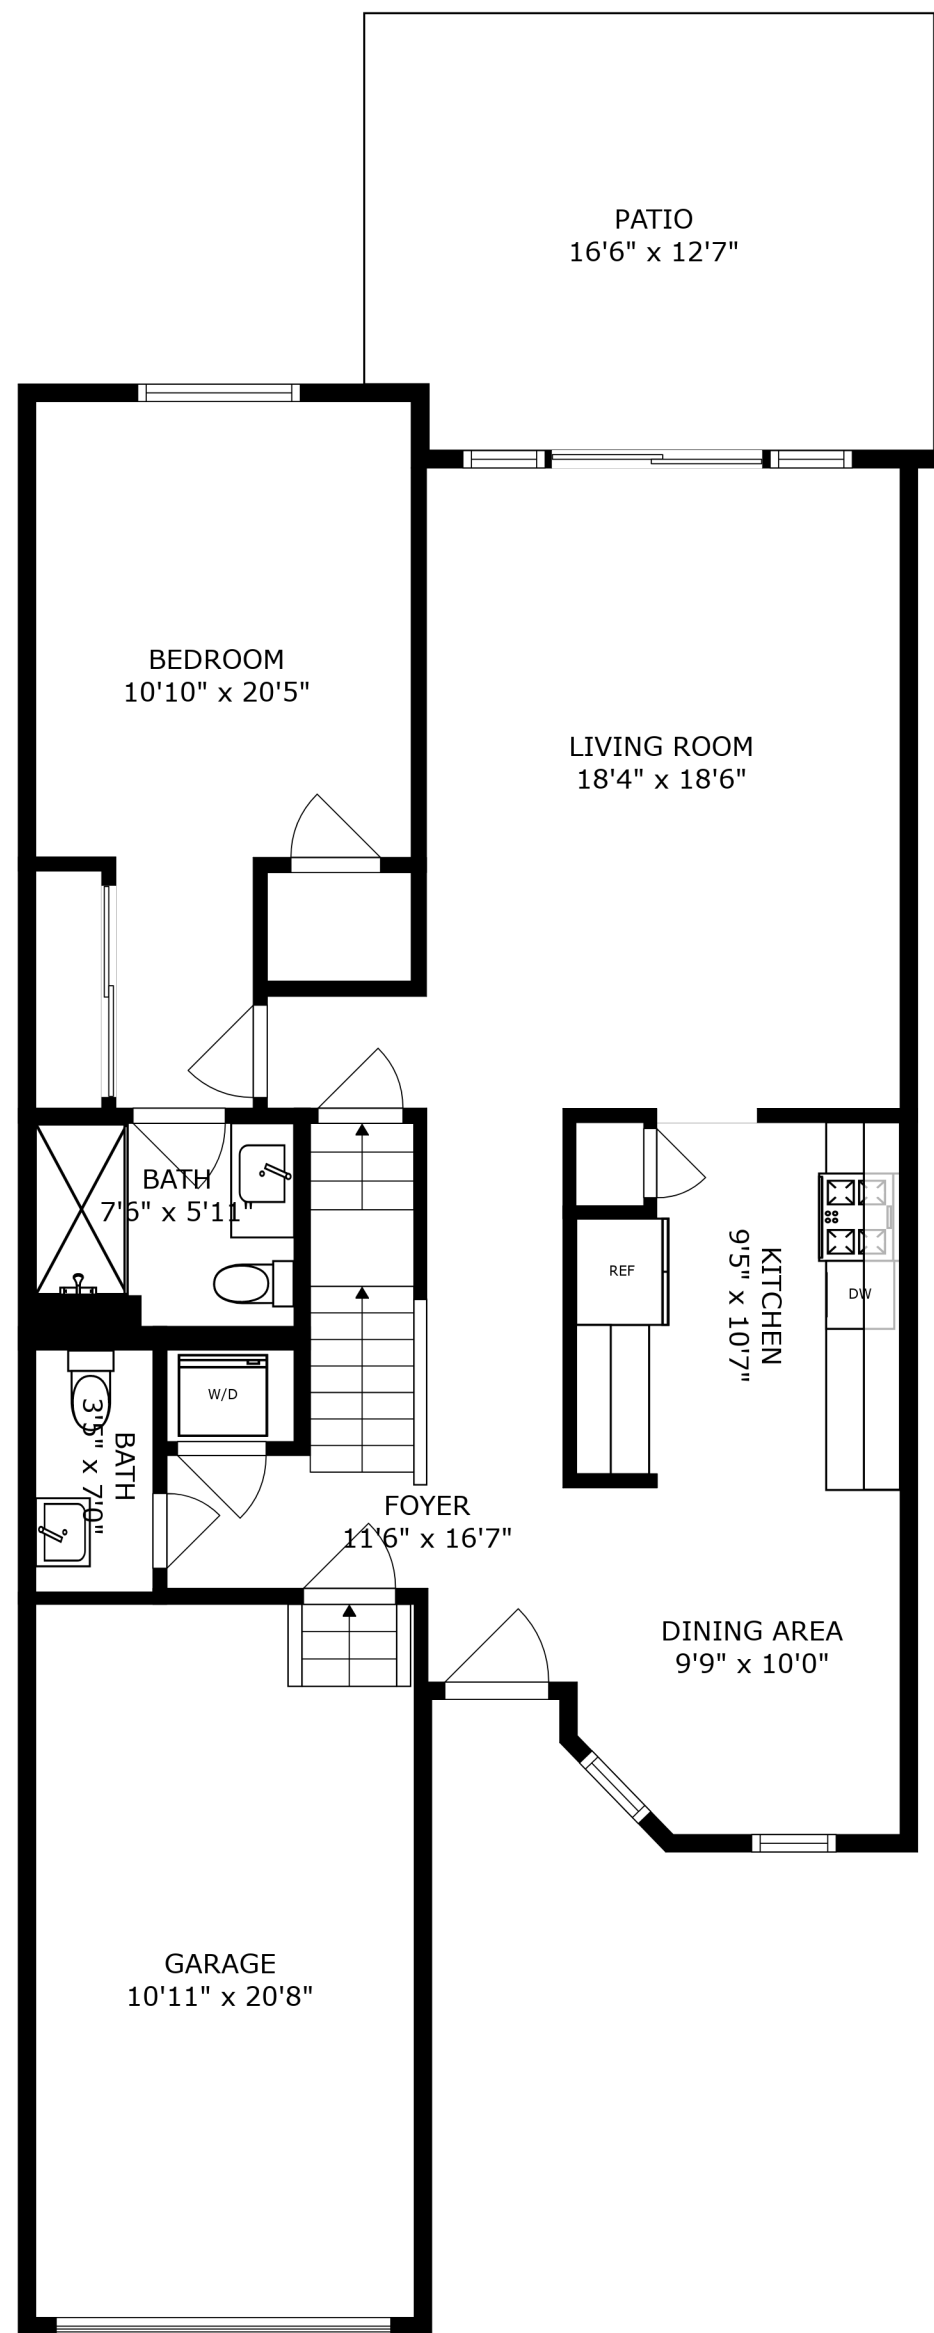 PATIO
16'6" x 12'7"
BEDROOM
10'10" x 20'5"
LIVING ROOM
18'4" x 18'6"
BATH
7'6" x 5'11"
KITCHEN
9'5" x 10'7"
REF
DW
W/D
BATH
3'5" x 7'0"
FOYER
11'6" x 16'7"
DINING AREA
9'9" x 10'0"
GARAGE
10'11" x 20'8"